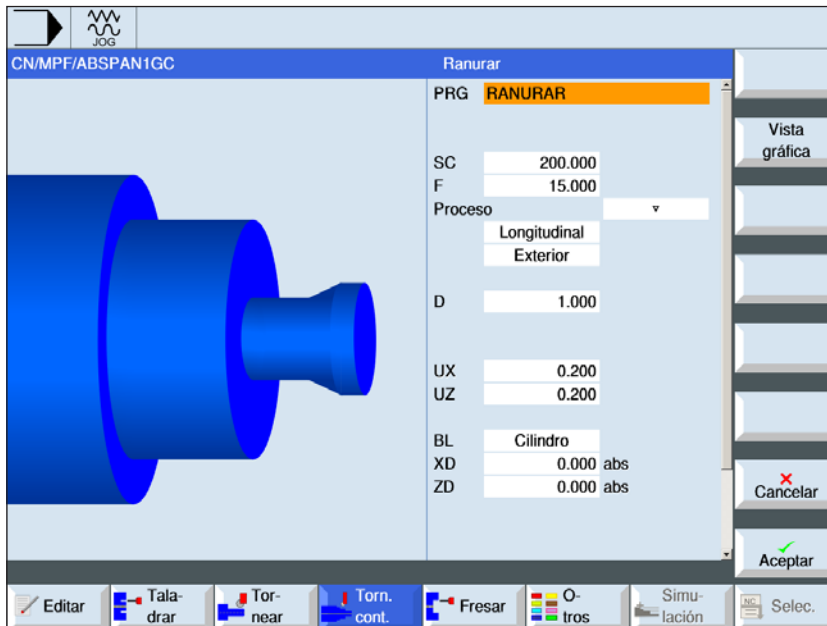 JOG
CN/MPF/ABSPAN1GC
Ranurar
PRG RANURAR
SC 200.000
F 15.000
Proceso ▿
Longitudinal
Exterior
D 1.000
UX 0.200
UZ 0.200
BL Cilindro
XD 0.000 abs
ZD 0.000 abs
Vista
gráfica
Cancelar
Aceptar
Editar
Tala-
drar
Tor-
near
Torn.
cont.
Fresar
O-
tros
Simu-
lación
NC
Selec.